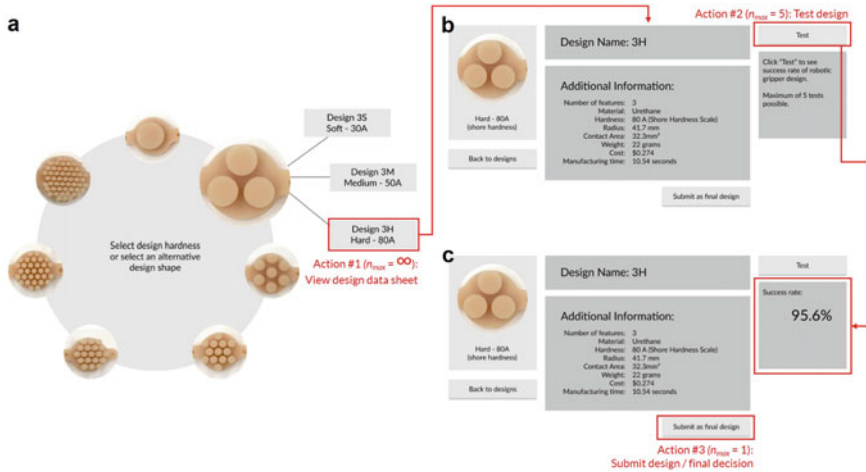 a
Design 3S
Soft - 30A
Design 3M
Medium - 50A
Design 3H
Hard - 80A
Select design hardness
or select an alternative
design shape
Action #1 (nmax = ∞):
View design data sheet
b
Action #2 (nmax = 5): Test design
Design Name: 3H
Test
Click "Test" to see
success rate of robotic
gripper design.
Maximum of 5 tests
possible.
Hard - 80A
(shore hardness)
Back to designs
Additional Information:
Number of features: 3
Material: Urethane
Hardness: 80 A (Shore Hardness Scale)
Radius: 41.7 mm
Contact Area: 32.3mm²
Weight: 22 grams
Cost: $0.274
Manufacturing time: 10.54 seconds
Submit as final design
c
Design Name: 3H
Test
Success rate:
95.6%
Hard - 80A
(shore hardness)
Back to designs
Additional Information:
Number of features: 3
Material: Urethane
Hardness: 80 A (Shore Hardness Scale)
Radius: 41.7 mm
Contact Area: 32.3mm²
Weight: 22 grams
Cost: $0.274
Manufacturing time: 10.54 seconds
Submit as final design
Action #3 (nmax = 1):
Submit design / final decision